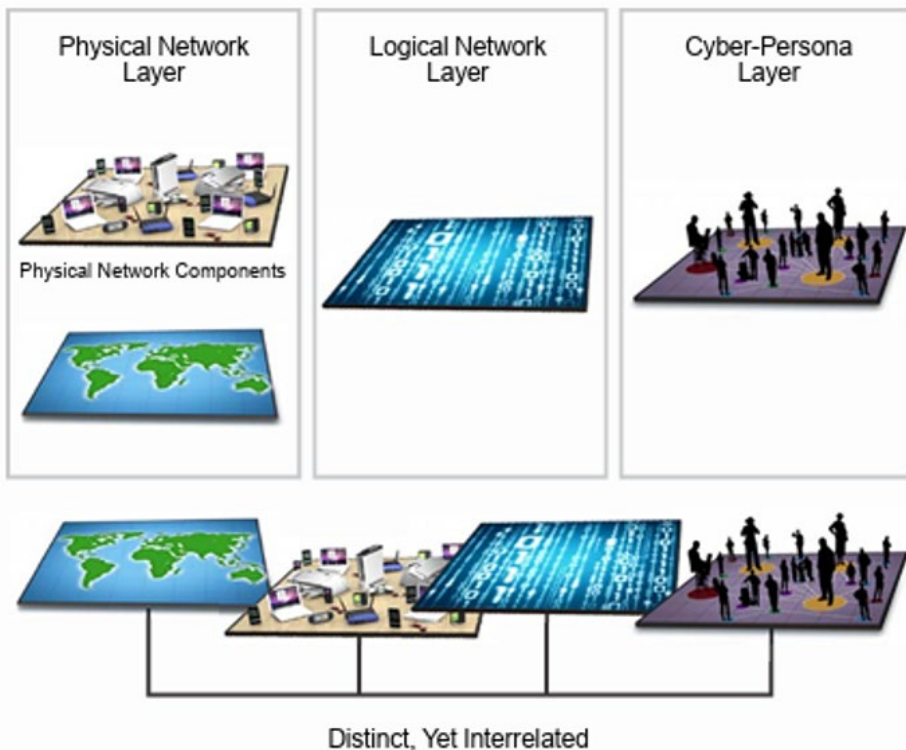 Physical Network
Layer
Logical Network
Layer
Cyber-Persona
Layer
Physical Network Components
Distinct, Yet Interrelated